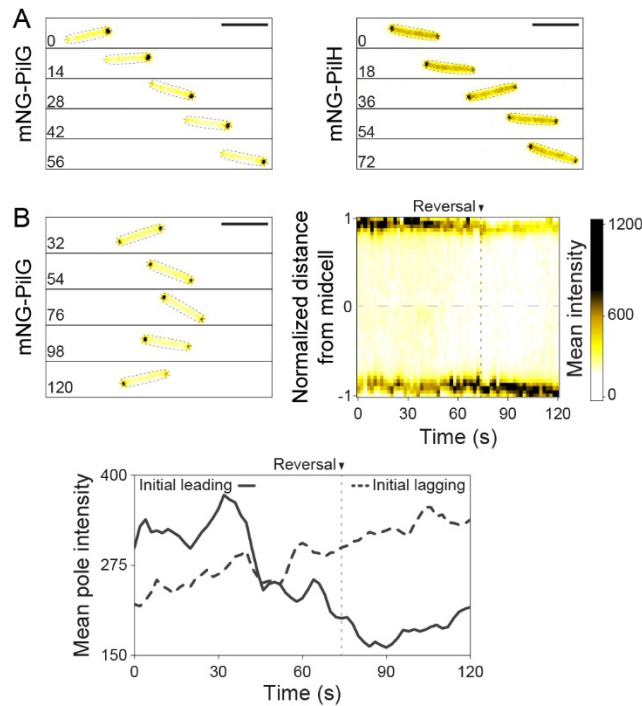 A
mNG-PilG
0
14
28
42
56
mNG-PilH
0
18
36
54
72
B
mNG-PilG
32
54
76
98
120
Reversal
Normalized distance
from midcell
1
0
-1
0
30
60
90
120
Time (s)
Mean intensity
1200
600
0
Reversal
Initial leading
Initial lagging
Mean pole intensity
400
275
150
0
30
60
90
120
Time (s)